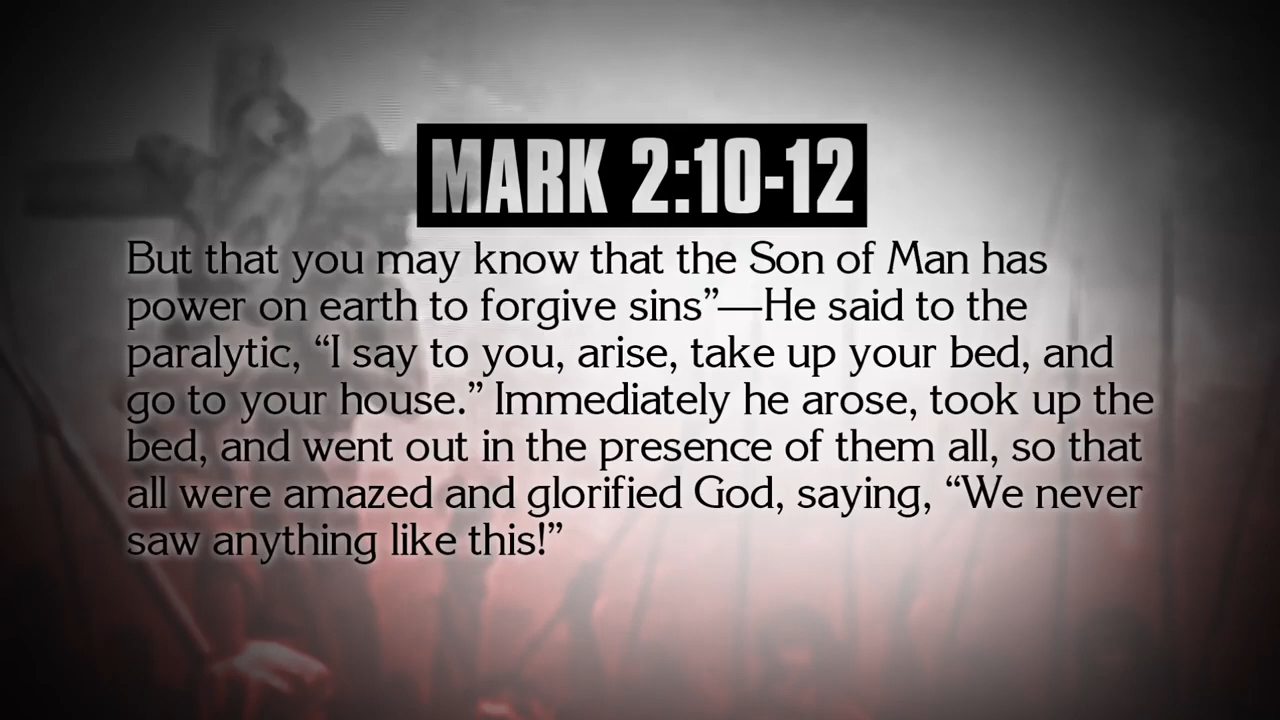 MARK 2:10-12
But that you may know that the Son of Man has
power on earth to forgive sins”—He said to the
paralytic, “I say to you, arise, take up your bed, and
go to your house.” Immediately he arose, took up the
bed, and went out in the presence of them all, so that
all were amazed and glorified God, saying, “We never
saw anything like this!”